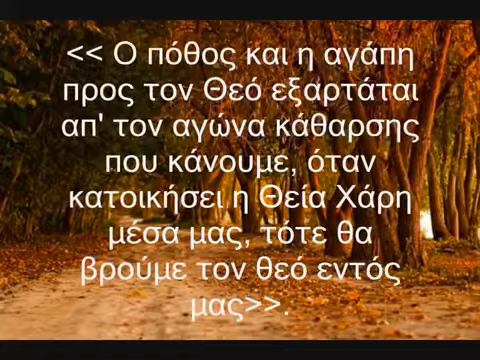 << Ο πόθος και η αγάπη
προς τον Θεό εξαρτάται
απ' τον αγώνα κάθαρσης
που κάνουμε, όταν
κατοικήσει η Θεία Χάρη
μέσα μας, τότε θα
βρούμε τον θεό εντός
μας>>.